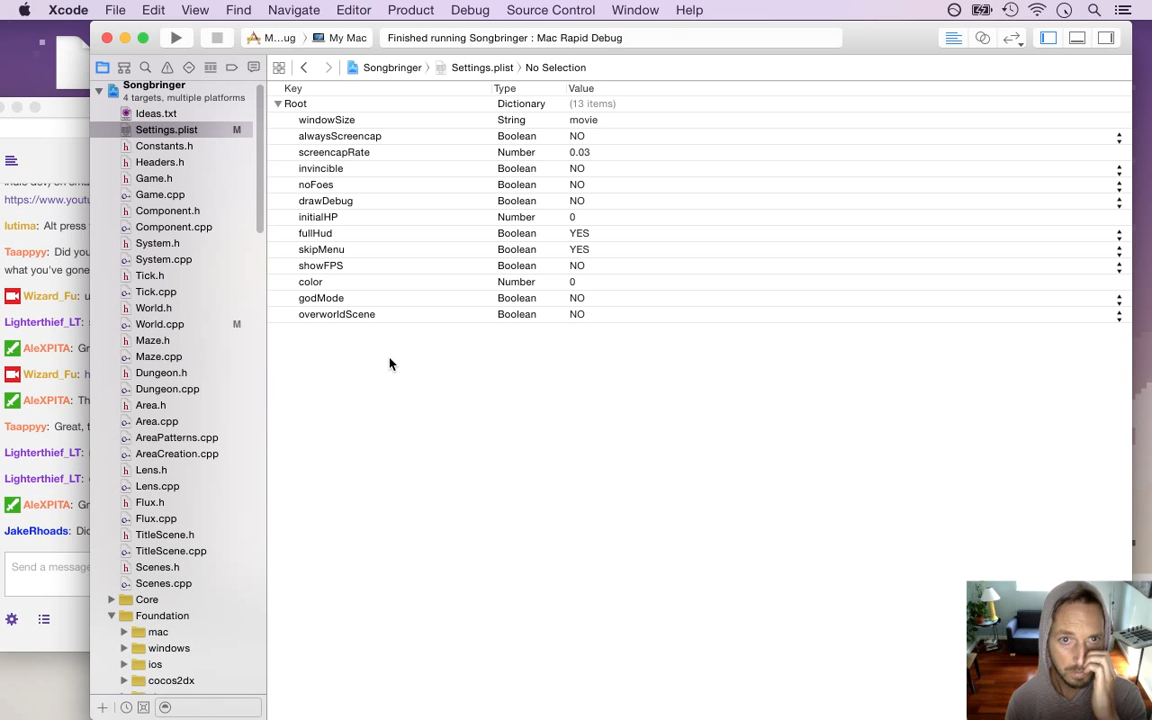 Xcode File Edit View Find Navigate Editor Product Debug Source Control Window Help
M...ug My Mac Finished running Songbringer : Mac Rapid Debug
Songbringer Settings.plist No Selection
Songbringer
4 targets, multiple platforms
Ideas.txt
Settings.plist M
Constants.h
Headers.h
Game.h
Game.cpp
Component.h
Component.cpp
System.h
System.cpp
Tick.h
Tick.cpp
World.h
World.cpp M
Maze.h
Maze.cpp
Dungeon.h
Dungeon.cpp
Area.h
Area.cpp
AreaPatterns.cpp
AreaCreation.cpp
Lens.h
Lens.cpp
Flux.h
Flux.cpp
TitleScene.h
TitleScene.cpp
Scenes.h
Scenes.cpp
Core
Foundation
mac
windows
ios
cocos2dx
Key Type Value
Root Dictionary (13 items)
windowSize String movie
alwaysScreencap Boolean NO
screencapRate Number 0.03
invincible Boolean NO
noFoes Boolean NO
drawDebug Boolean NO
initialHP Number 0
fullHud Boolean YES
skipMenu Boolean YES
showFPS Boolean NO
color Number 0
godMode Boolean NO
overworldScene Boolean NO
https://www.youtu
lutima: Alt press
Taappyy: Did you
what you've gone
Wizard_Fu: u
Lighterthief_LT:
AleXPITA: Gr
Wizard_Fu: h
AleXPITA: Th
Taappyy: Great, t
Lighterthief_LT:
Lighterthief_LT:
AleXPITA: Gr
JakeRhoads: Dic
Send a message